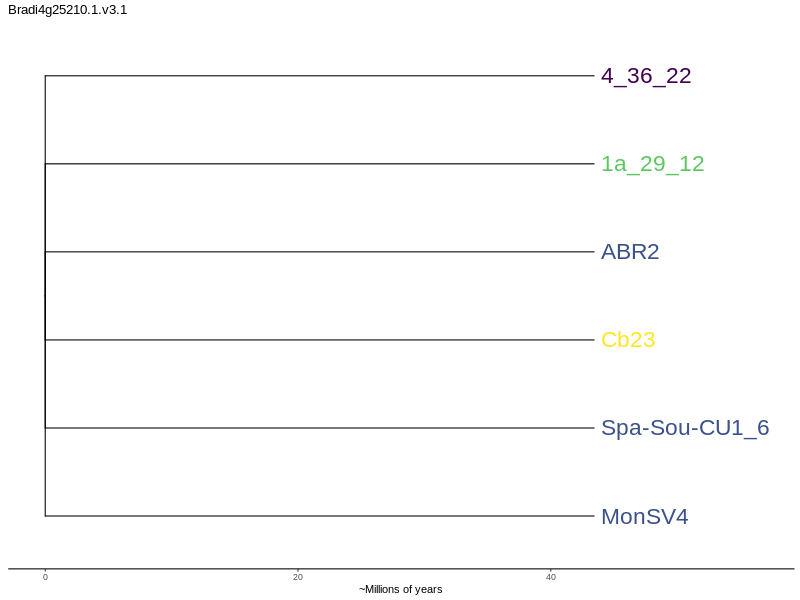 Bradi4g25210.1.v3.1
4_36_22
1a_29_12
ABR2
Cb23
Spa-Sou-CU1_6
MonSV4
0 20 40
~Millions of years